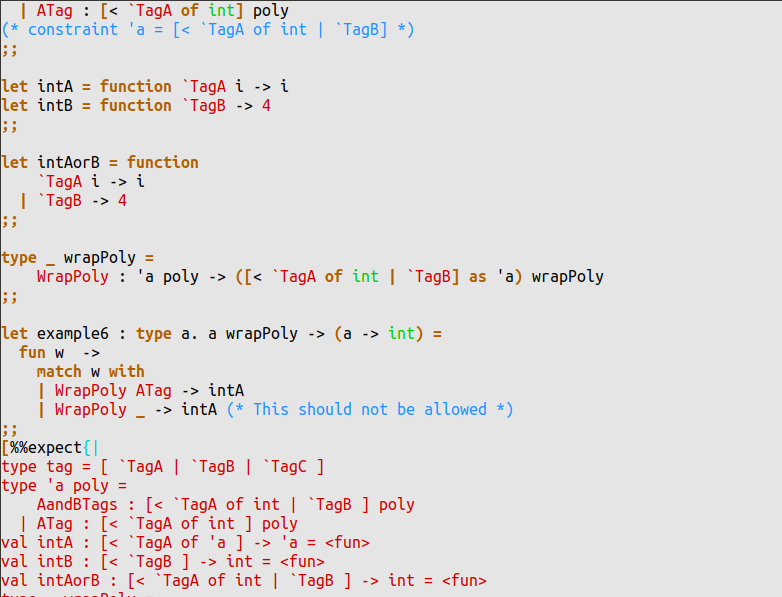 | ATag : [< `TagA of int] poly
(* constraint 'a = [< `TagA of int | `TagB] *)
;;

let intA = function `TagA i -> i
let intB = function `TagB -> 4
;;

let intAorB = function
    `TagA i -> i
  | `TagB -> 4
;;

type _ wrapPoly =
    WrapPoly : 'a poly -> ([< `TagA of int | `TagB] as 'a) wrapPoly
;;

let example6 : type a. a wrapPoly -> (a -> int) =
  fun w  ->
    match w with
    | WrapPoly ATag -> intA
    | WrapPoly _ -> intA (* This should not be allowed *)
;;
[%%expect{|
type tag = [ `TagA | `TagB | `TagC ]
type 'a poly =
    AandBTags : [< `TagA of int | `TagB ] poly
  | ATag : [< `TagA of int ] poly
val intA : [< `TagA of 'a ] -> 'a = <fun>
val intB : [< `TagB ] -> int = <fun>
val intAorB : [< `TagA of int | `TagB ] -> int = <fun>
type _ wrapPoly =